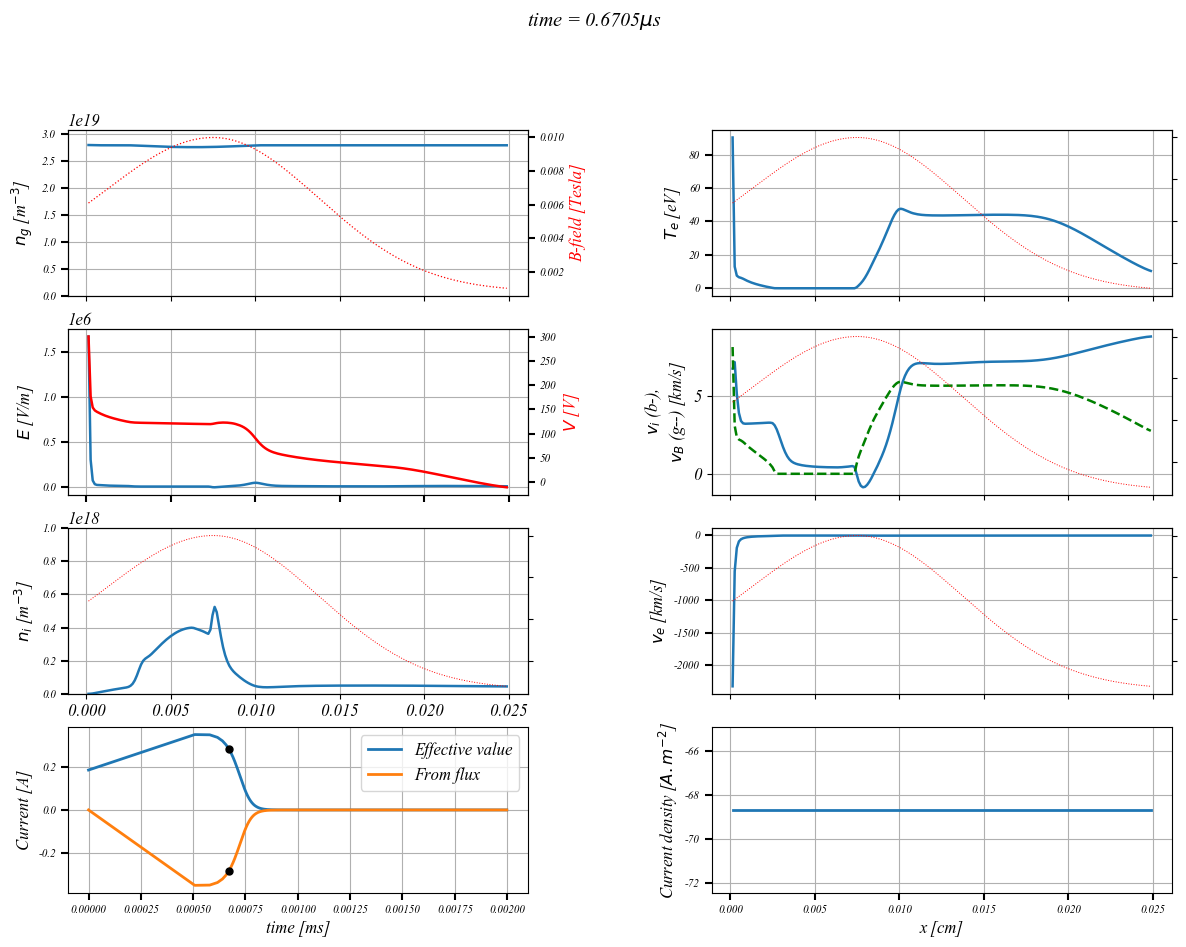 time = 0.6705μs
1e19
3.0
2.5
2.0
1.5
1.0
0.5
0.0
n_g [m⁻³]
0.010
0.008
0.006
0.004
0.002
B-field [Tesla]
80
60
40
20
0
T_e [eV]
1e6
1.5
1.0
0.5
0.0
E [V/m]
300
250
200
150
100
50
0
V [V]
5
0
v_i (b-),
v_B (g--) [km/s]
1e18
1.0
0.8
0.6
0.4
0.2
0.0
n_i [m⁻³]
0.000 0.005 0.010 0.015 0.020 0.025
0
-500
-1000
-1500
-2000
v_e [km/s]
0.2
0.0
-0.2
Current [A]
Effective value
From flux
0.00000 0.00025 0.00050 0.00075 0.00100 0.00125 0.00150 0.00175 0.00200
time [ms]
-66
-68
-70
-72
Current density [A.m⁻²]
0.000 0.005 0.010 0.015 0.020 0.025
x [cm]